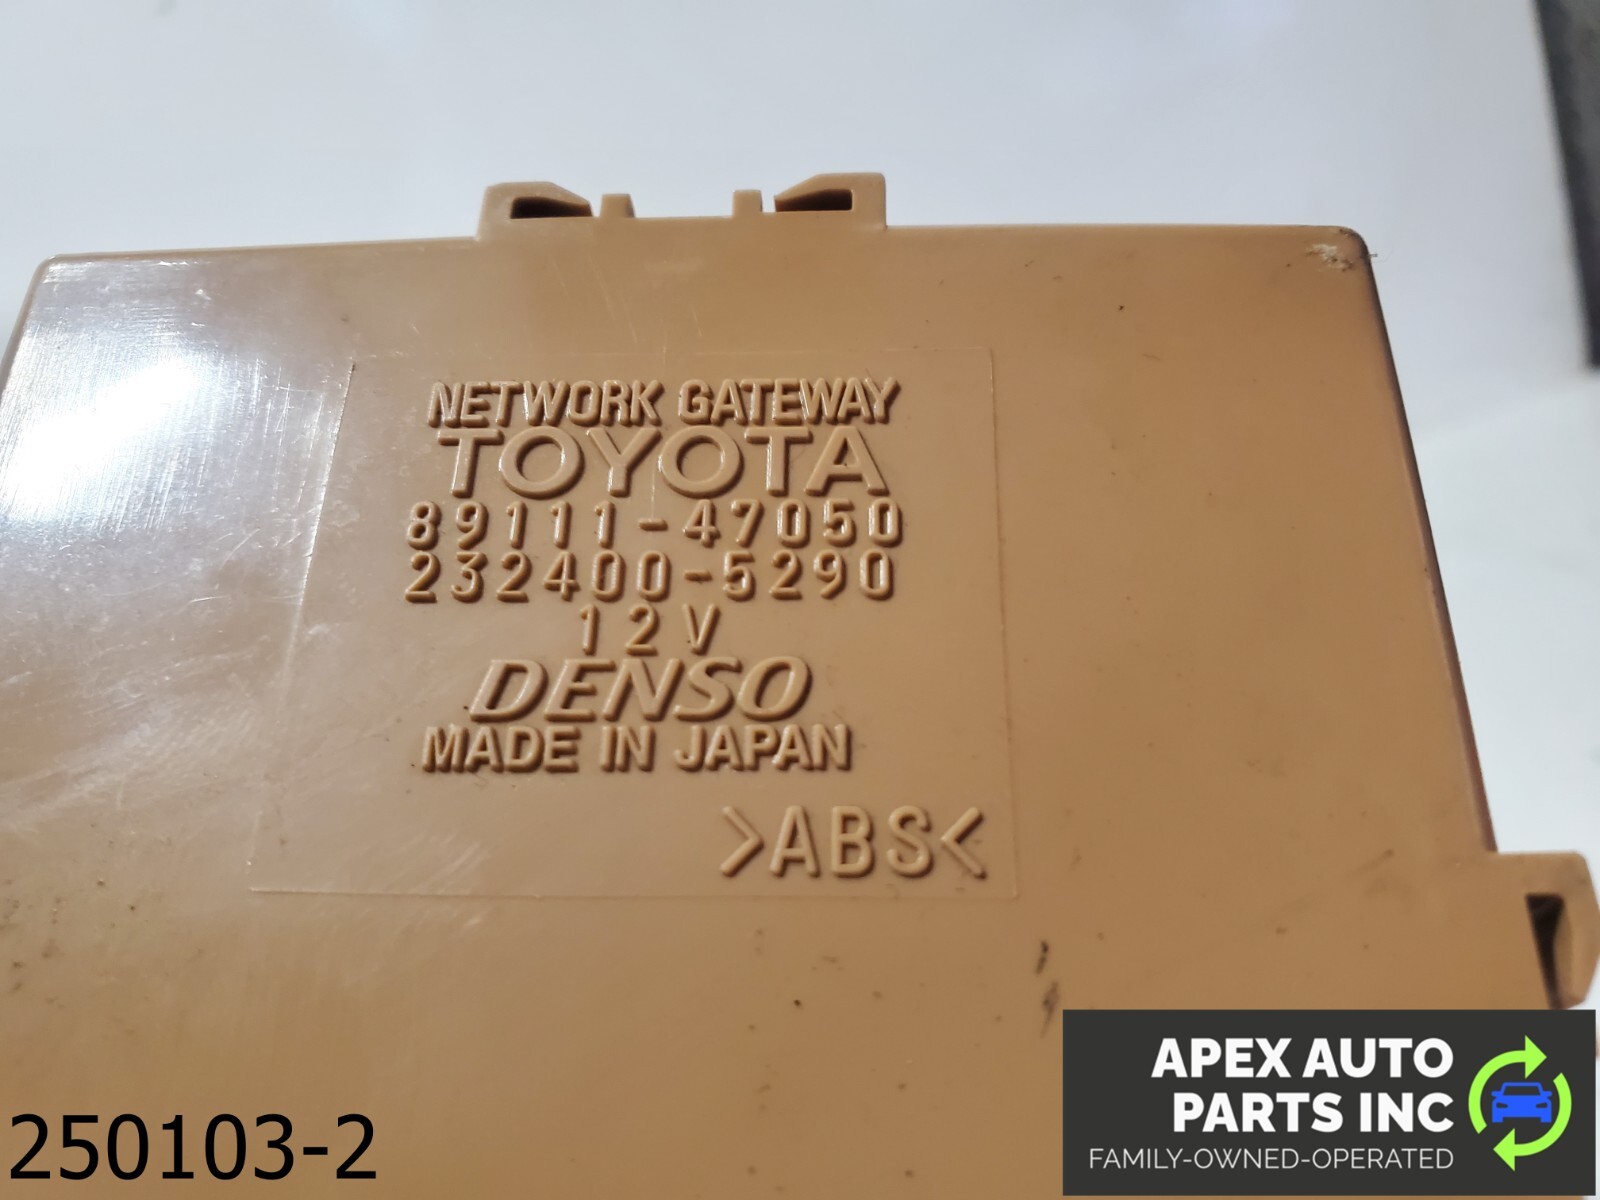 NETWORK GATEWAY
TOYOTA
89111-47050
232400-5290
12V
DENSO
MADE IN JAPAN
>ABS<
250103-2
APEX AUTO
PARTS INC
FAMILY-OWNED-OPERATED